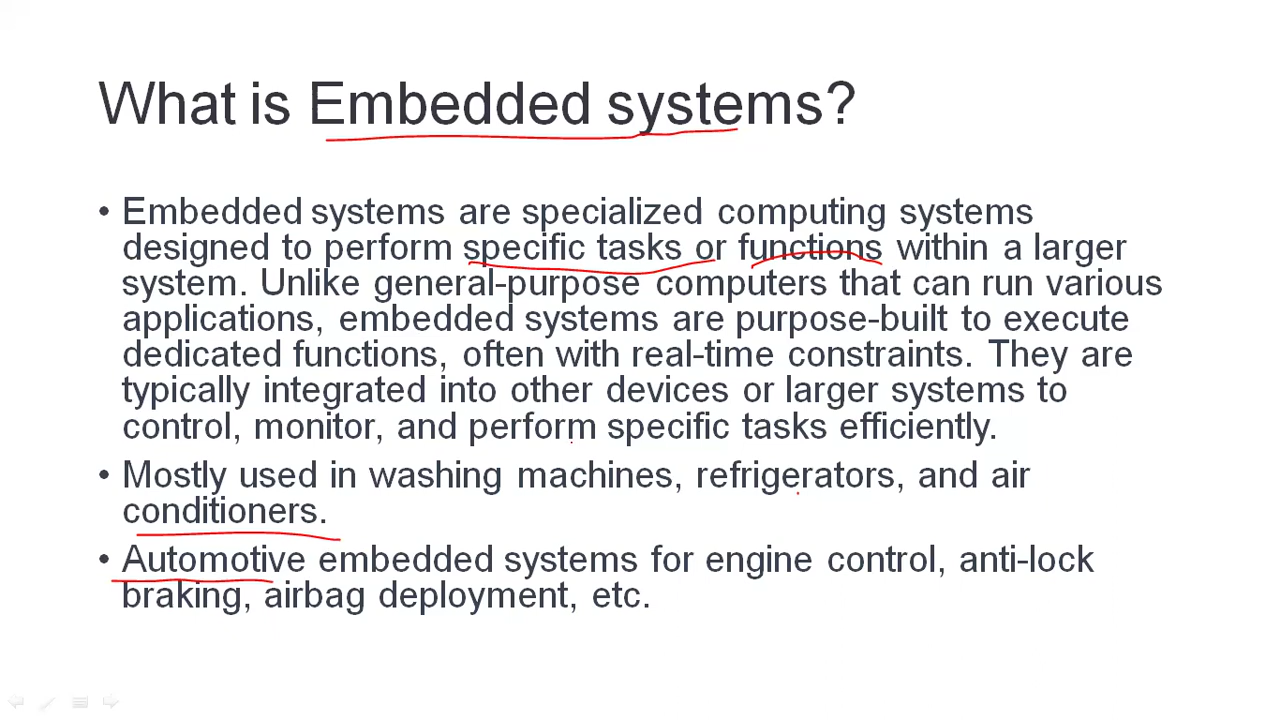 What is Embedded systems?
• Embedded systems are specialized computing systems
designed to perform specific tasks or functions within a larger
system. Unlike general-purpose computers that can run various
applications, embedded systems are purpose-built to execute
dedicated functions, often with real-time constraints. They are
typically integrated into other devices or larger systems to
control, monitor, and perform specific tasks efficiently.
• Mostly used in washing machines, refrigerators, and air
conditioners.
• Automotive embedded systems for engine control, anti-lock
braking, airbag deployment, etc.